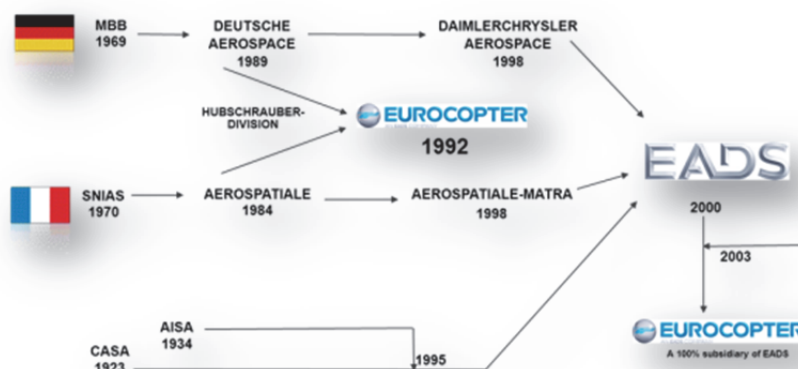 MBB
1969
DEUTSCHE
AEROSPACE
1989
DAIMLERCHRYSLER
AEROSPACE
1998
HUBSCHRAUBER-
DIVISION
EUROCOPTER
1992
EADS
2000
SNIAS
1970
AEROSPATIALE
1984
AEROSPATIALE-MATRA
1998
2003
AISA
1934
CASA
1923
1995
EUROCOPTER
A 100% subsidiary of EADS